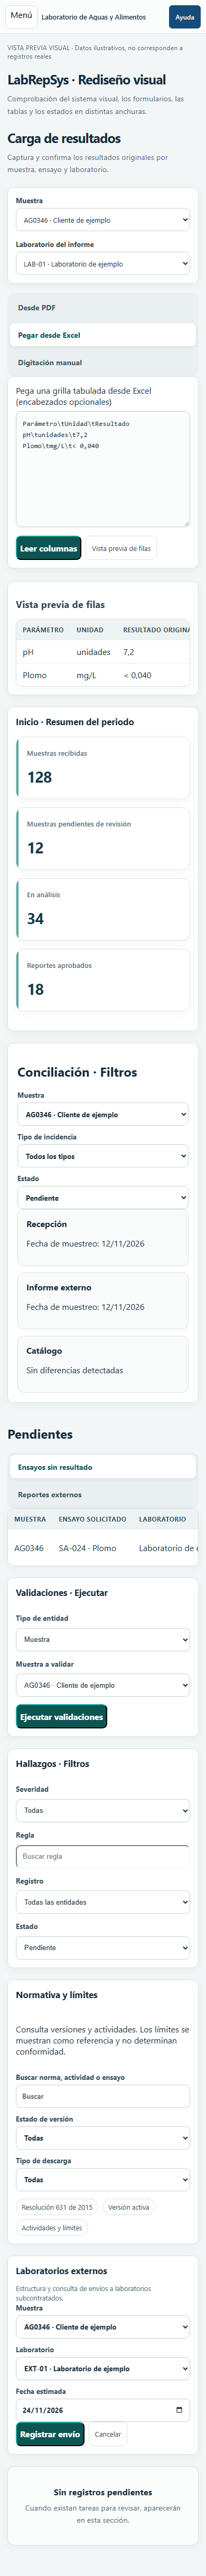 Menú
Laboratorio de Aguas y Alimentos
Ayuda
VISTA PREVIA VISUAL · Datos ilustrativos, no corresponden a
registros reales
LabRepSys · Rediseño visual
Comprobación del sistema visual, los formularios, las
tablas y los estados en distintas anchuras.
Carga de resultados
Captura y confirma los resultados originales por
muestra, ensayo y laboratorio.
Muestra
AG0346 · Cliente de ejemplo
Laboratorio del informe
LAB-01 · Laboratorio de ejemplo
Desde PDF
Pegar desde Excel
Digitación manual
Pega una grilla tabulada desde Excel
(encabezados opcionales)
Parámetro\tUnidad\tResultado
pH\tunidades\t7,2
Plomo\tmg/L\t< 0,040
Leer columnas
Vista previa de filas
Vista previa de filas
PARÁMETRO UNIDAD RESULTADO ORIGINA
pH unidades 7,2
Plomo mg/L < 0,040
Inicio · Resumen del periodo
Muestras recibidas
128
Muestras pendientes de revisión
12
En análisis
34
Reportes aprobados
18
Conciliación · Filtros
Muestra
AG0346 · Cliente de ejemplo
Tipo de incidencia
Todos los tipos
Estado
Pendiente
Recepción
Fecha de muestreo: 12/11/2026
Informe externo
Fecha de muestreo: 12/11/2026
Catálogo
Sin diferencias detectadas
Pendientes
Ensayos sin resultado
Reportes externos
MUESTRA ENSAYO SOLICITADO LABORATORIO
AG0346 SA-024 · Plomo Laboratorio de e
Validaciones · Ejecutar
Tipo de entidad
Muestra
Muestra a validar
AG0346 · Cliente de ejemplo
Ejecutar validaciones
Hallazgos · Filtros
Severidad
Todas
Regla
Buscar regla
Registro
Todas las entidades
Estado
Pendiente
Normativa y límites
Consulta versiones y actividades. Los límites se
muestran como referencia y no determinan
conformidad.
Buscar norma, actividad o ensayo
Buscar
Estado de versión
Todas
Tipo de descarga
Todas
Resolución 631 de 2015
Versión activa
Actividades y límites
Laboratorios externos
Estructura y consulta de envíos a laboratorios
subcontratados.
Muestra
AG0346 · Cliente de ejemplo
Laboratorio
EXT-01 · Laboratorio de ejemplo
Fecha estimada
24/11/2026
Registrar envío
Cancelar
Sin registros pendientes
Cuando existan tareas para revisar, aparecerán
en esta sección.